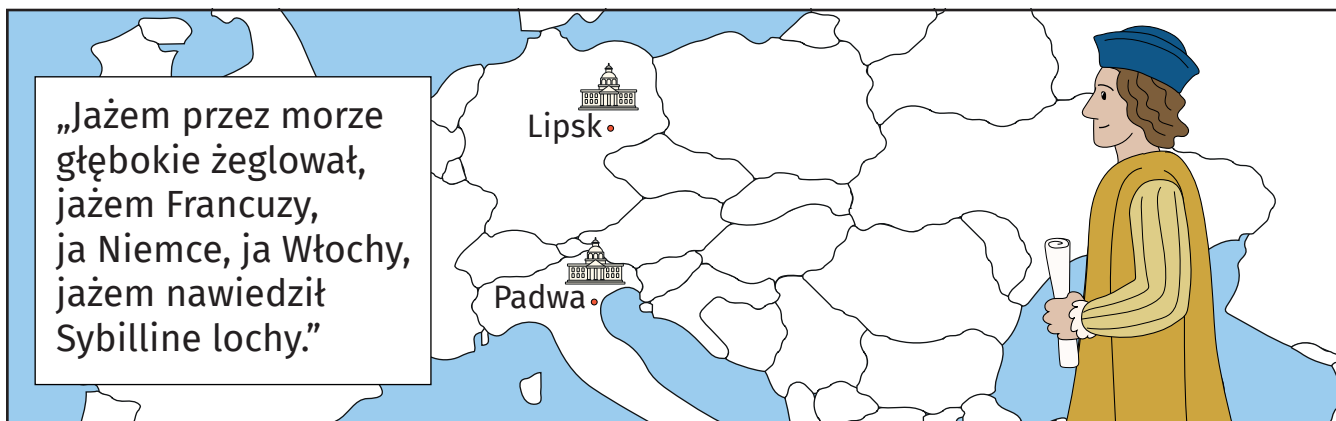 „Jażem przez morze
głębokie żeglował,
jażem Francuzy,
ja Niemce, ja Włochy,
jażem nawiedził
Sybilline lochy.”
Lipsk
Padwa